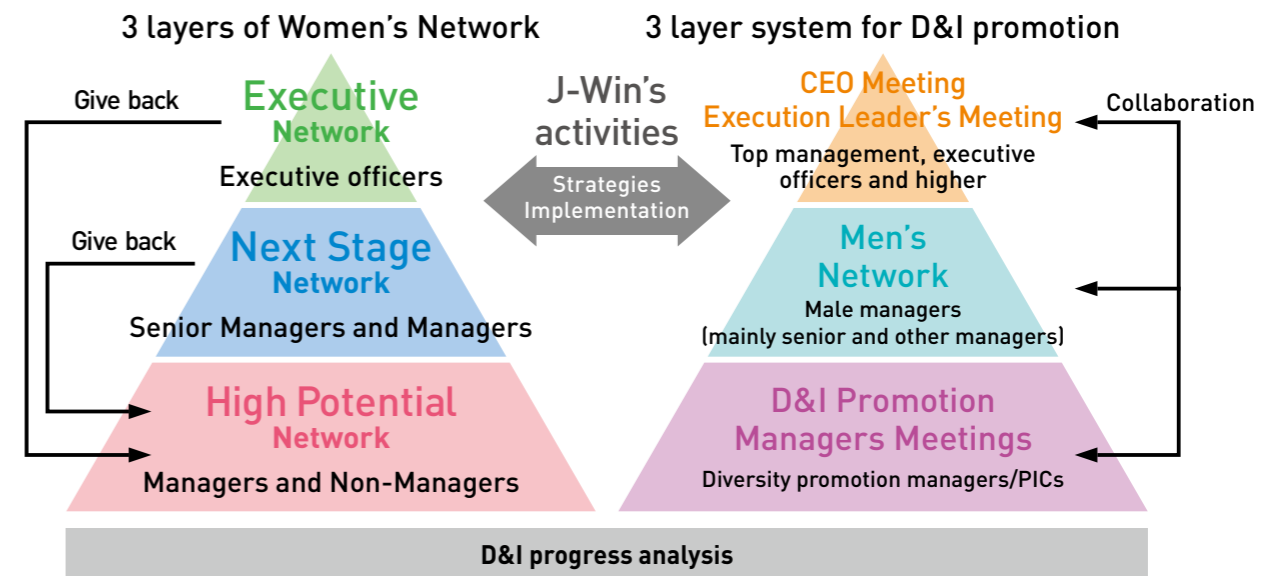 3 layers of Women's Network
Give back
Executive
Network
Executive officers
Give back
Next Stage
Network
Senior Managers and Managers
High Potential
Network
Managers and Non-Managers
J-Win's
activities
Strategies
Implementation
3 layer system for D&I promotion
CEO Meeting
Execution Leader's Meeting
Top management, executive
officers and higher
Collaboration
Men's
Network
Male managers
(mainly senior and other managers)
D&I Promotion
Managers Meetings
Diversity promotion managers/PICs
D&I progress analysis